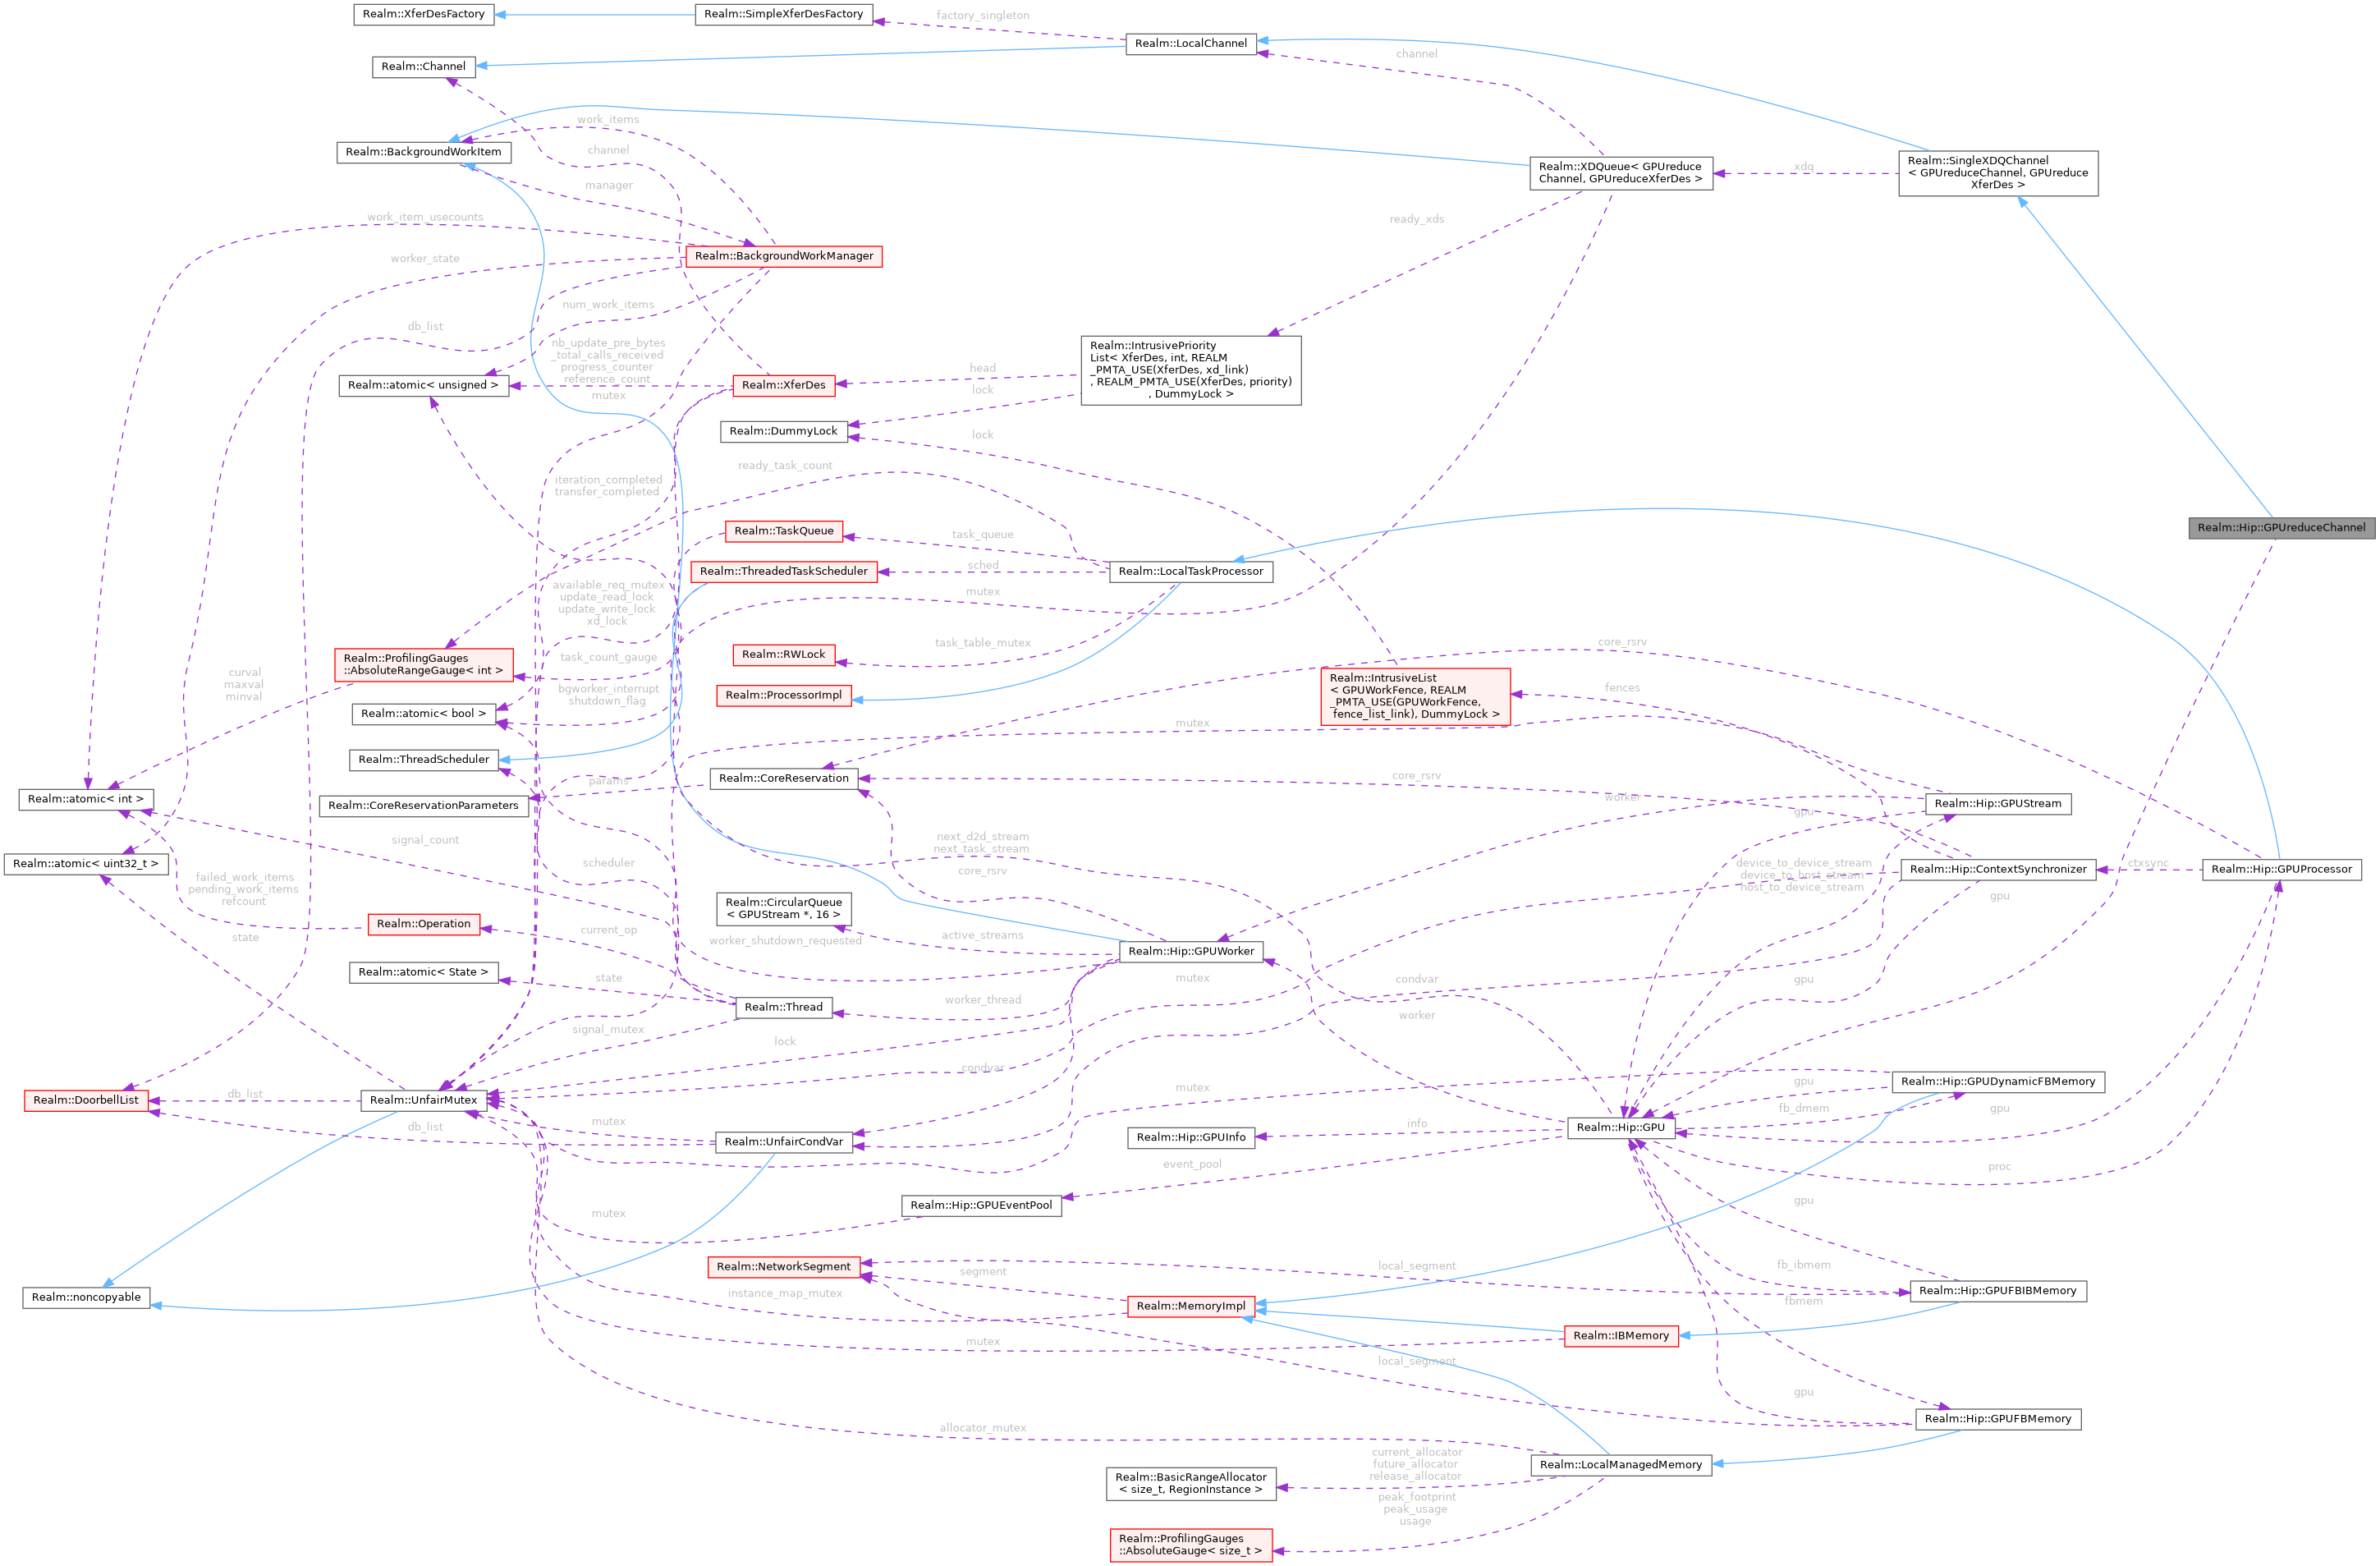 Realm::XferDesFactory
Realm::SimpleXferDesFactory
factory_singleton
Realm::LocalChannel
channel
Realm::Channel
work_items
channel
Realm::BackgroundWorkItem
manager
Realm::XDQueue< GPUreduce
Channel, GPUreduceXferDes >
xdq
Realm::SingleXDQChannel
< GPUreduceChannel, GPUreduce
XferDes >
work_item_usecounts
ready_xds
worker_state
Realm::BackgroundWorkManager
num_work_items
db_list
nb_update_pre_bytes
_total_calls_received
progress_counter
reference_count
mutex
Realm::atomic< unsigned >
Realm::XferDes
head
lock
Realm::IntrusivePriority
List< XferDes, int, REALM
_PMTA_USE(XferDes, xd_link)
, REALM_PMTA_USE(XferDes, priority)
, DummyLock >
Realm::DummyLock
lock
ready_task_count
iteration_completed
transfer_completed
Realm::TaskQueue
task_queue
Realm::Hip::GPUreduceChannel
Realm::ThreadedTaskScheduler
sched
Realm::LocalTaskProcessor
mutex
available_req_mutex
update_read_lock
update_write_lock
xd_lock
Realm::RWLock
task_table_mutex
core_rsrv
Realm::ProfilingGauges
::AbsoluteRangeGauge< int >
task_count_gauge
curval
maxval
minval
bgworker_interrupt
shutdown_flag
Realm::ProcessorImpl
Realm::IntrusiveList
< GPUWorkFence, REALM
_PMTA_USE(GPUWorkFence,
fence_list_link), DummyLock >
fences
mutex
Realm::atomic< bool >
Realm::ThreadScheduler
params
Realm::CoreReservation
core_rsrv
Realm::atomic< int >
Realm::CoreReservationParameters
worker
gpu
Realm::Hip::GPUStream
signal_count
next_d2d_stream
next_task_stream
core_rsrv
Realm::atomic< uint32_t >
scheduler
device_to_device_stream
device_to_host_stream
host_to_device_stream
Realm::Hip::ContextSynchronizer
ctxsync
Realm::Hip::GPUProcessor
failed_work_items
pending_work_items
refcount
gpu
Realm::CircularQueue
< GPUStream *, 16 >
Realm::Operation
current_op
state
worker_shutdown_requested
active_streams
Realm::Hip::GPUWorker
Realm::atomic< State >
state
Realm::Thread
worker_thread
mutex
condvar
gpu
worker
signal_mutex
lock
condvar
mutex
gpu
Realm::Hip::GPUDynamicFBMemory
Realm::DoorbellList
db_list
Realm::UnfairMutex
fb_dmem
gpu
db_list
mutex
Realm::UnfairCondVar
Realm::Hip::GPUInfo
info
Realm::Hip::GPU
event_pool
proc
Realm::Hip::GPUEventPool
gpu
mutex
Realm::NetworkSegment
segment
local_segment
fb_ibmem
Realm::noncopyable
instance_map_mutex
Realm::MemoryImpl
fbmem
Realm::Hip::GPUFBIBMemory
mutex
Realm::IBMemory
local_segment
gpu
Realm::Hip::GPUFBMemory
allocator_mutex
current_allocator
future_allocator
release_allocator
Realm::LocalManagedMemory
Realm::BasicRangeAllocator
< size_t, RegionInstance >
peak_footprint
peak_usage
usage
Realm::ProfilingGauges
::AbsoluteGauge< size_t >